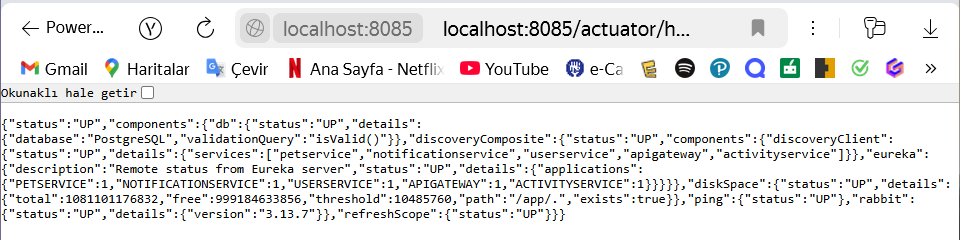 Power... localhost:8085 localhost:8085/actuator/h...
Gmail Haritalar Çevir Ana Sayfa - Netflix YouTube e-Ca
Okunaklı hale getir
{"status":"UP","components":{"db":{"status":"UP","details":
{"database":"PostgreSQL","validationQuery":"isValid()"}},"discoveryComposite":{"status":"UP","components":{"discoveryClient":
{"status":"UP","details":{"services":["petservice","notificationservice","userservice","apigateway","activityservice"]}},"eureka":
{"description":"Remote status from Eureka server","status":"UP","details":{"applications":
{"PETSERVICE":1,"NOTIFICATIONSERVICE":1,"USERSERVICE":1,"APIGATEWAY":1,"ACTIVITYSERVICE":1}}}}},"diskSpace":{"status":"UP","details":
{"total":1081101176832,"free":999184633856,"threshold":10485760,"path":"/app/.","exists":true}},"ping":{"status":"UP"},"rabbit":
{"status":"UP","details":{"version":"3.13.7"}},"refreshScope":{"status":"UP"}}}